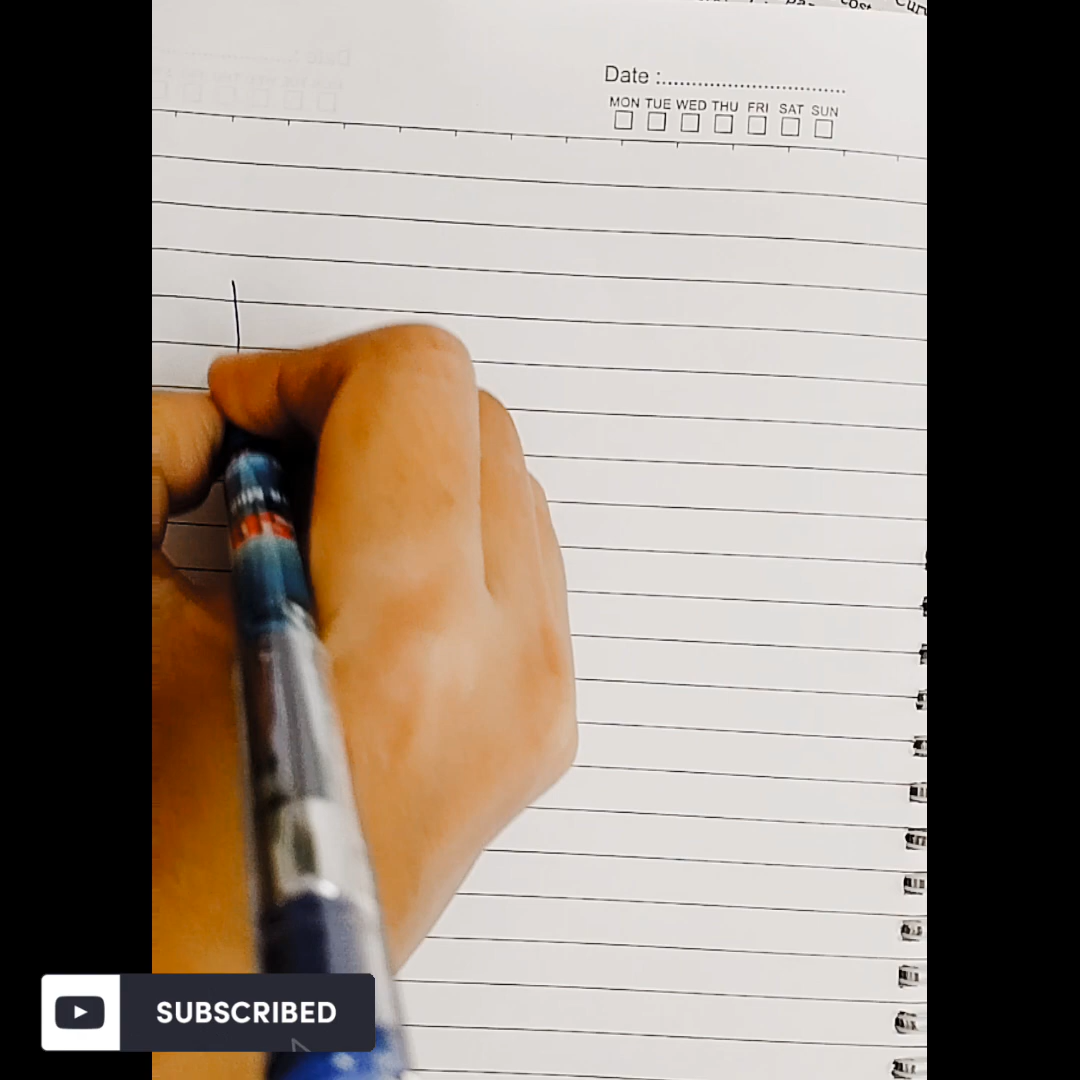 Date :..............................
MON TUE WED THU FRI SAT SUN
SUBSCRIBED